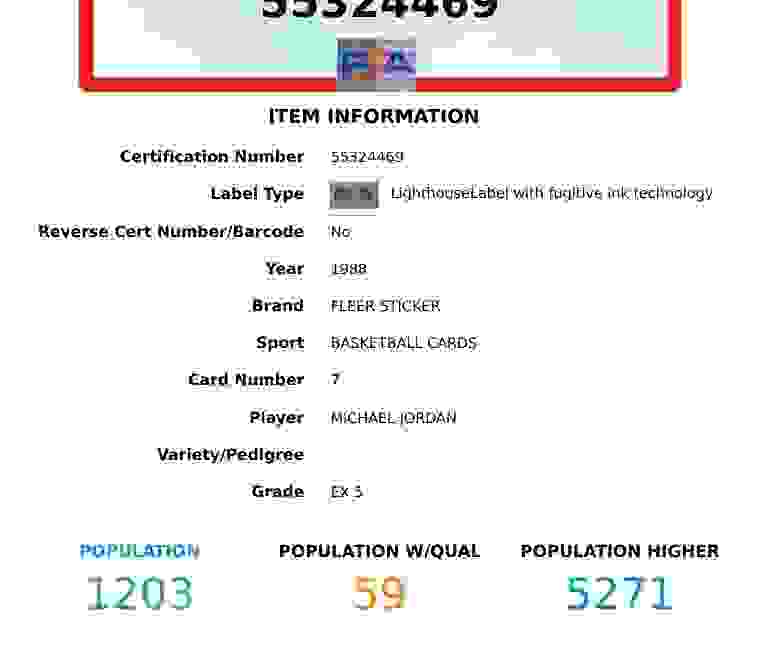 55324469
PSA
ITEM INFORMATION
Certification Number 55324469
Label Type LighthouseLabel with fugitive ink technology
Reverse Cert Number/Barcode No
Year 1988
Brand FLEER STICKER
Sport BASKETBALL CARDS
Card Number 7
Player MICHAEL JORDAN
Variety/Pedigree
Grade EX 5
POPULATION POPULATION W/QUAL POPULATION HIGHER
1203 59 5271